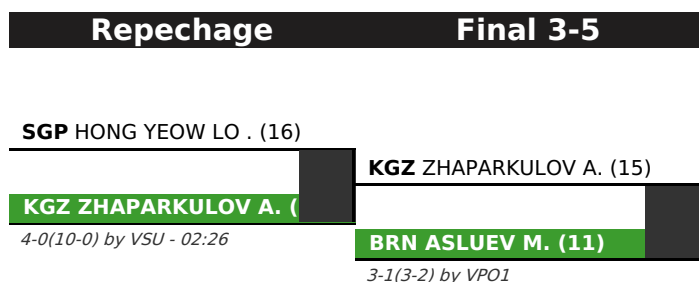 Repechage
Final 3-5
SGP HONG YEOW LO . (16)
KGZ ZHAPARKULOV A. (
4-0(10-0) by VSU - 02:26
KGZ ZHAPARKULOV A. (15)
BRN ASLUEV M. (11)
3-1(3-2) by VPO1